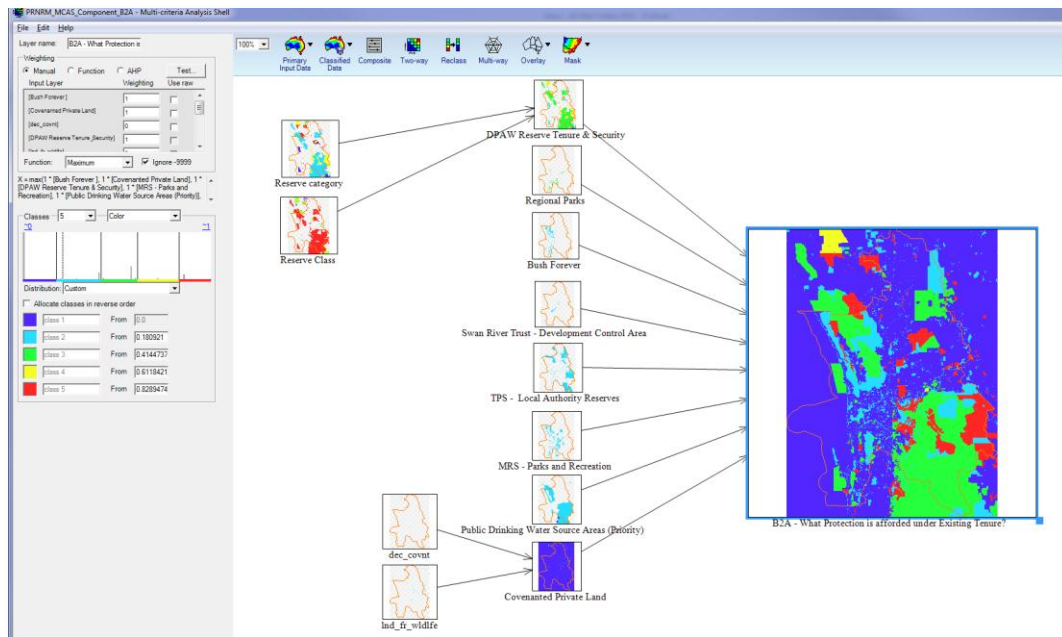 PRNRM_MCAS_Component_B2A - Multi-criteria Analysis Shell
File Edit Help
Layer name: B2A - What Protection is
Weighting
Manual Function AHP Test...
Input Layer Weighting Use raw
[Bush Forever] 1
[Covenanted Private Land] 1
[dec_covnt] 0
[DPAW Reserve Tenure & Security] 1
Function: Maximum Ignore -9999
X = max(1 * [Bush Forever ], 1 * [Covenanted Private Land], 1 *
[DPAW Reserve Tenure & Security], 1 * [MRS - Parks and
Recreation], 1 * [Public Drinking Water Source Areas (Priority)],
Classes 5 Color
~0 ~1
Distribution: Custom
Allocate classes in reverse order
class 1 From 0.0
class 2 From 0.180921
class 3 From 0.4144737
class 4 From 0.6118421
class 5 From 0.8289474
100%
Primary Input Data
Classified Data
Composite
Two-way
Reclass
Multi-way
Overlay
Mask
DPAW Reserve Tenure & Security
Reserve category
Regional Parks
Reserve Class
Bush Forever
Swan River Trust - Development Control Area
TPS - Local Authority Reserves
MRS - Parks and Recreation
Public Drinking Water Source Areas (Priority)
B2A - What Protection is afforded under Existing Tenure?
dec_covnt
Covenanted Private Land
lnd_fr_wldlfe